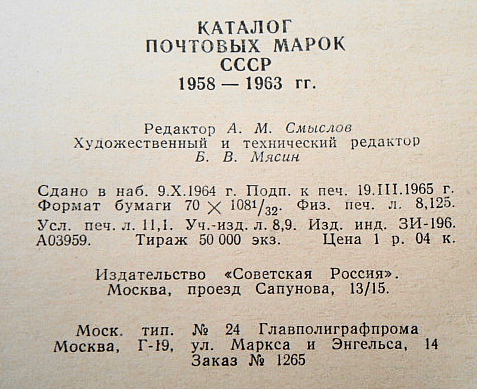 КАТАЛОГ
ПОЧТОВЫХ МАРОК
СССР
1958 — 1963 гг.
Редактор А. М. Смыслов
Художественный и технический редактор
Б. В. Мясин
Сдано в наб. 9.X.1964 г. Подп. к печ. 19.III.1965 г.
Формат бумаги 70 × 1081/32. Физ. печ. л. 8,125.
Усл. печ. л. 11,1. Уч.-изд. л. 8,9. Изд. инд. ЗИ-196.
А03959. Тираж 50 000 экз. Цена 1 р. 04 к.
Издательство «Советская Россия».
Москва, проезд Сапунова, 13/15.
Моск. тип. № 24 Главполиграфпрома
Москва, Г-19, ул. Маркса и Энгельса, 14
Заказ № 1265